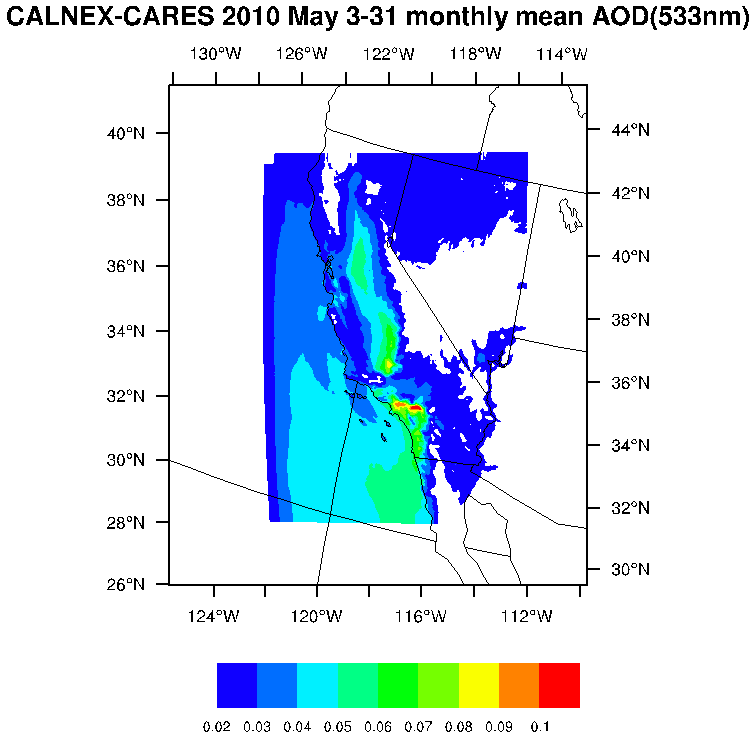 CALNEX-CARES 2010 May 3-31 monthly mean AOD(533nm)
130°W 126°W 122°W 118°W 114°W
40°N 44°N
38°N 42°N
36°N 40°N
34°N 38°N
32°N 36°N
30°N 34°N
28°N 32°N
26°N 30°N
124°W 120°W 116°W 112°W
0.02 0.03 0.04 0.05 0.06 0.07 0.08 0.09 0.1